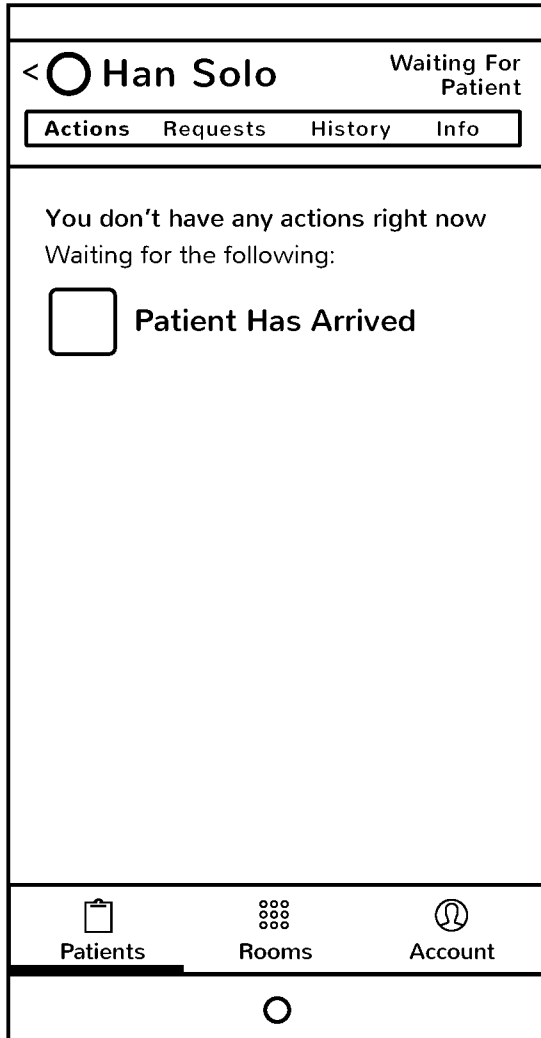 < Han Solo
Waiting For
Patient
Actions Requests History Info
You don't have any actions right now
Waiting for the following:
Patient Has Arrived
Patients Rooms Account